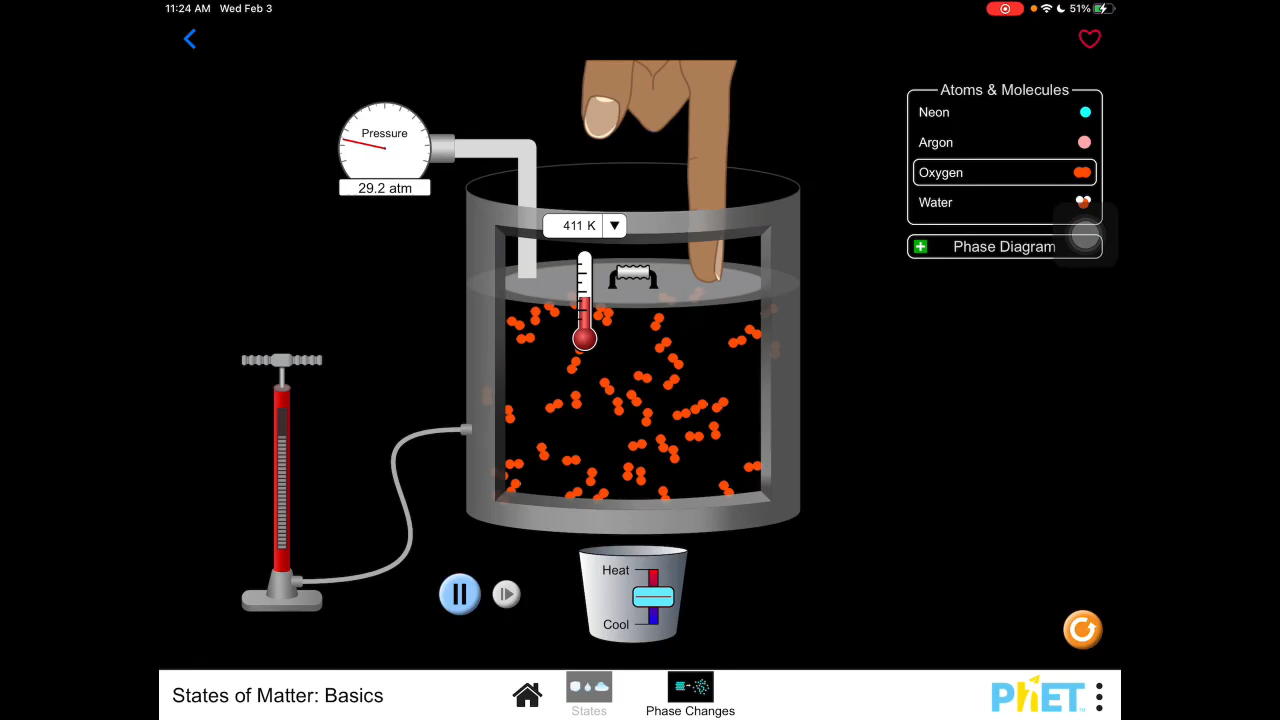 11:24 AM Wed Feb 3
51%
Pressure
29.2 atm
411 K
Atoms & Molecules
Neon
Argon
Oxygen
Water
Phase Diagram
Heat
Cool
States of Matter: Basics
States
Phase Changes
PhET